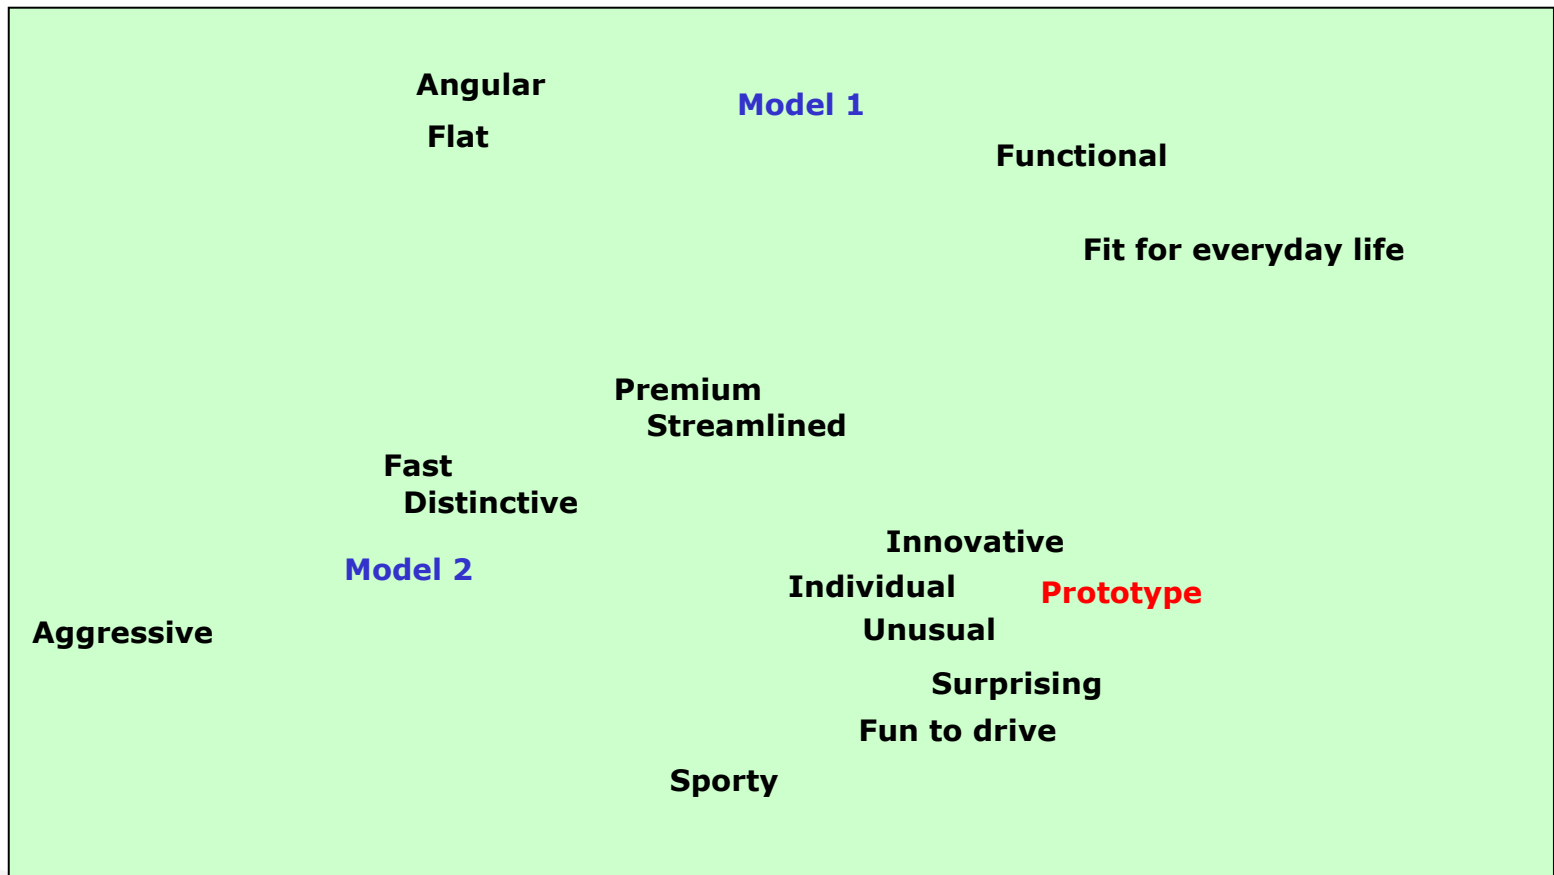 Angular
Model 1
Flat
Functional
Fit for everyday life
Premium
Streamlined
Fast
Distinctive
Innovative
Model 2
Individual
Prototype
Unusual
Aggressive
Surprising
Fun to drive
Sporty